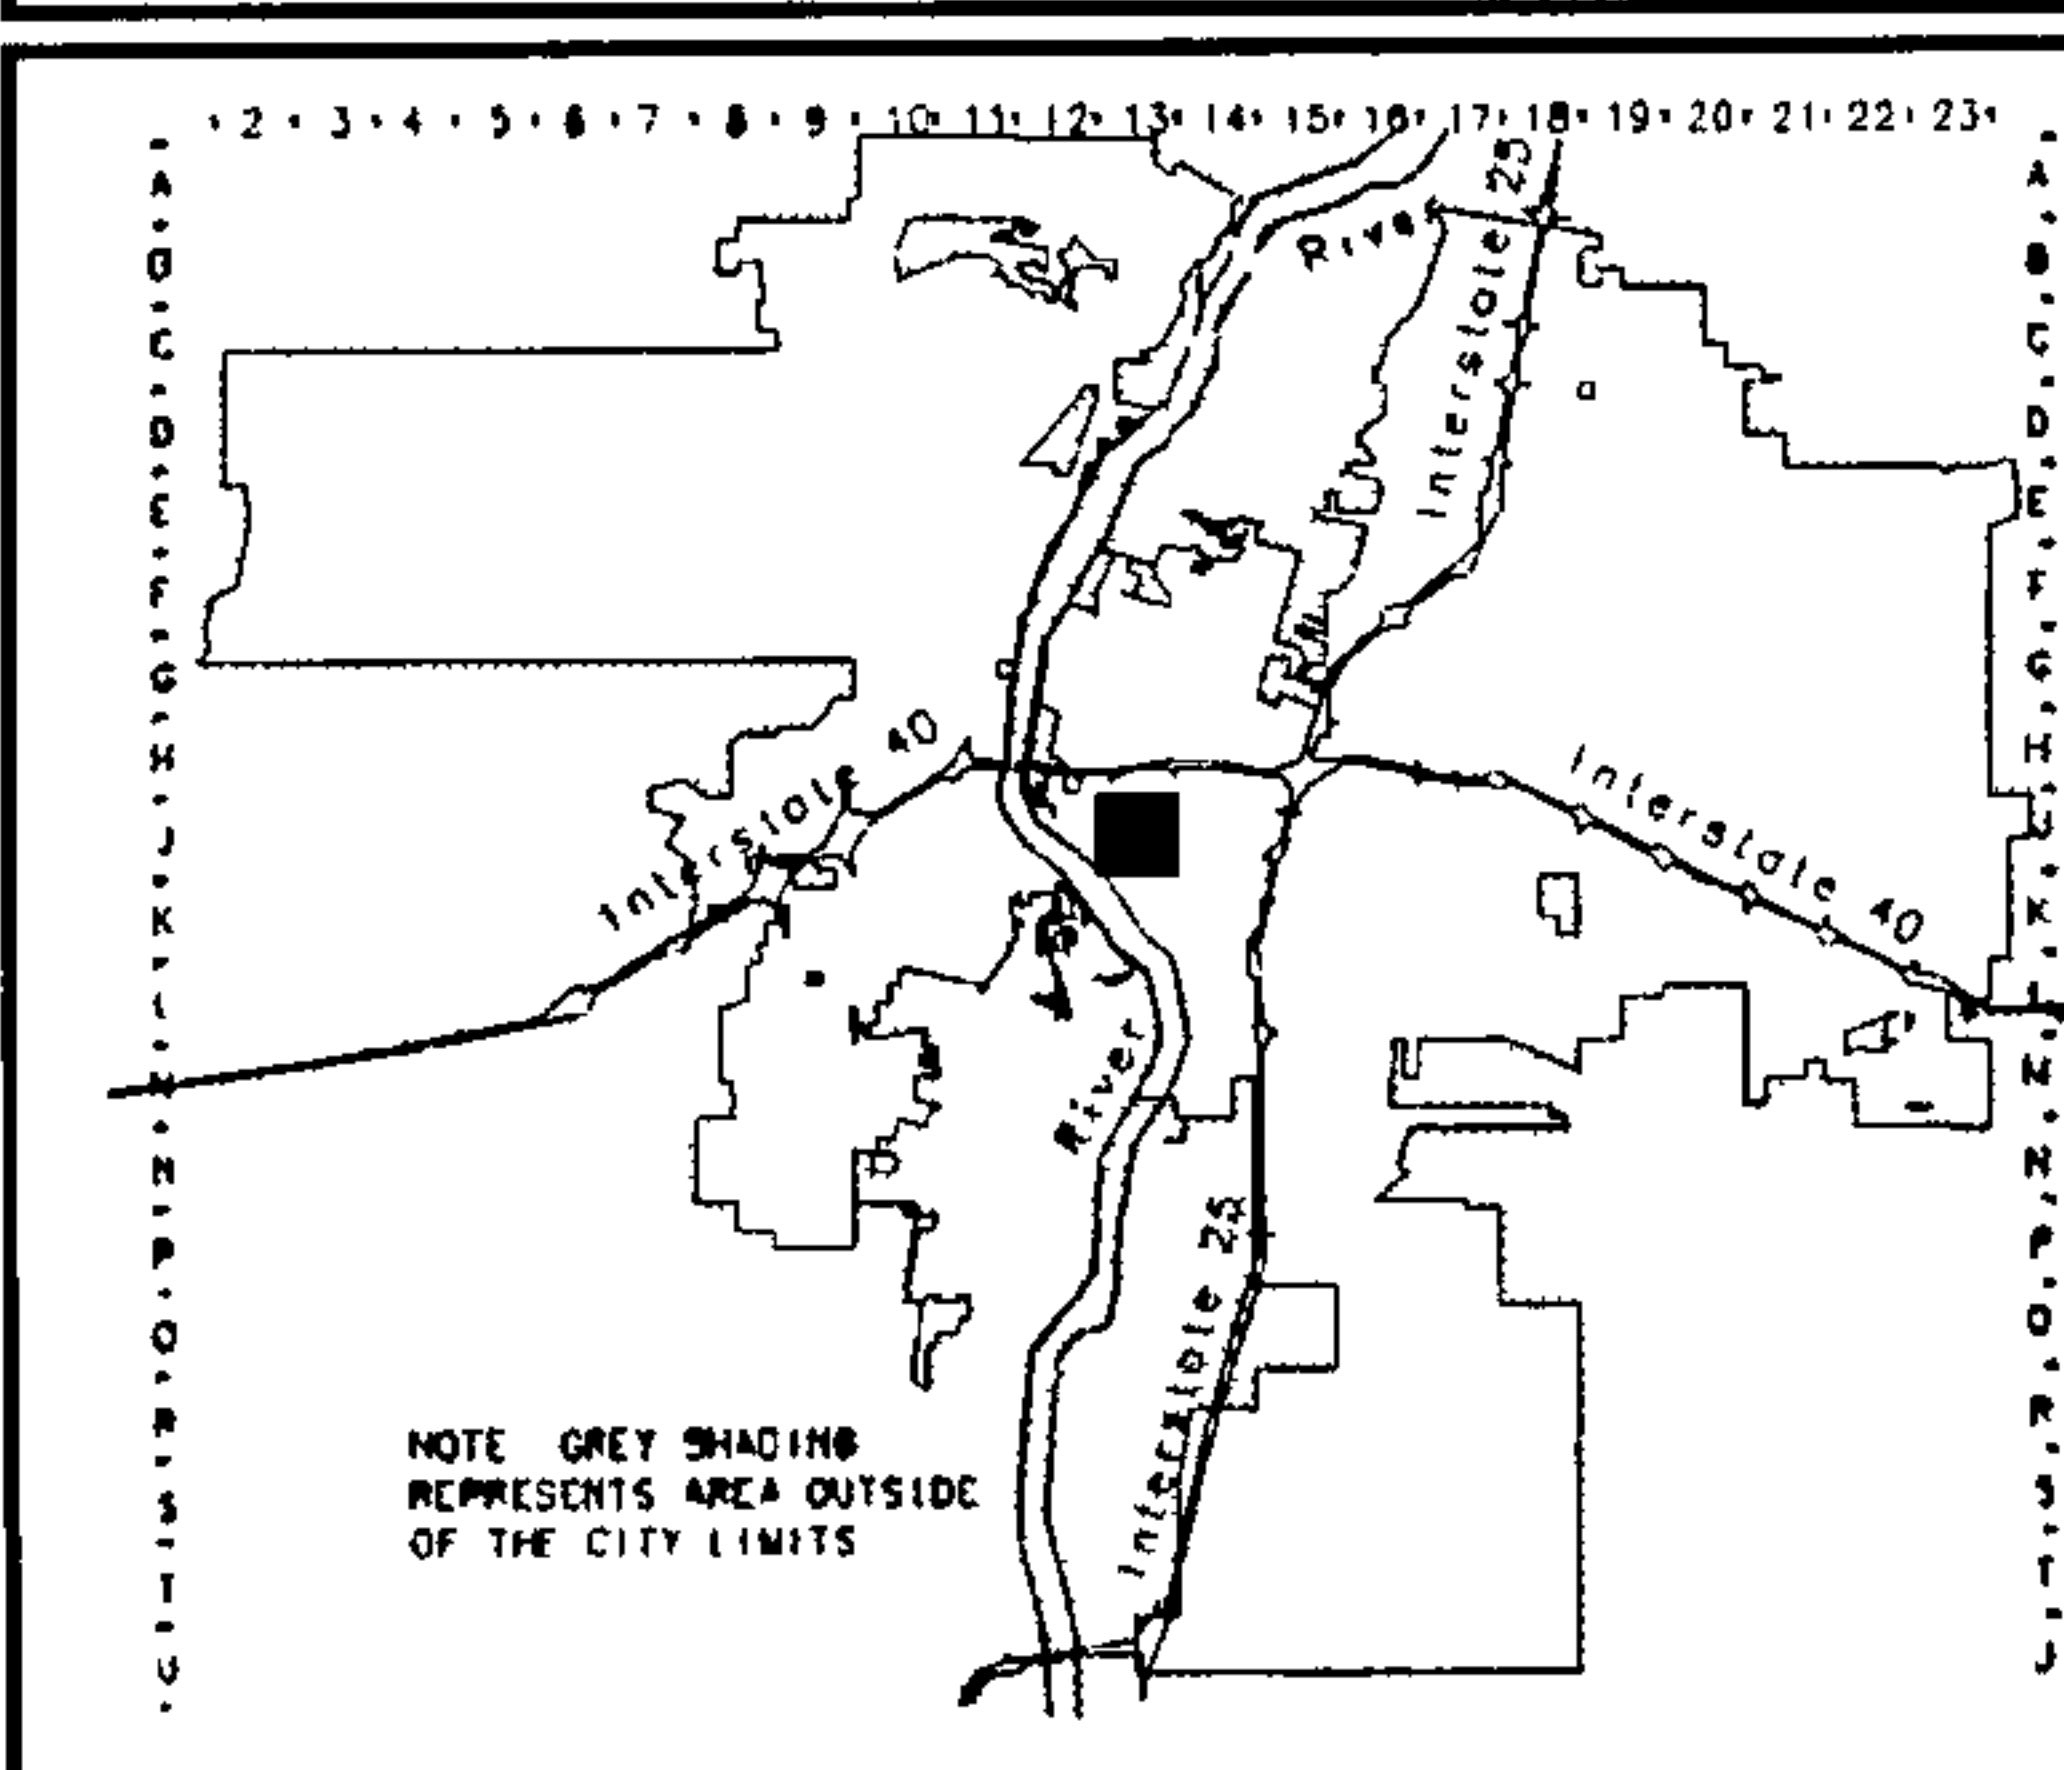 · 2 · 3 · 4 · 5 · 6 · 7 · 8 · 9 · 10 · 11 · 12 · 13 · 14 · 15 · 16 · 17 · 18 · 19 · 20 · 21 · 22 · 23 ·
A · B · C · D · E · F · G · H · J · K · L · M · N · P · Q · R · S · T · U ·
A · B · C · D · E · F · G · H · J · K · L · M · N · P · Q · R · S · T ·
River
Interstate 25
Interstate 40
Interstate 40
River
Interstate 25
NOTE GREY SHADING
REPRESENTS AREA OUTSIDE
OF THE CITY LIMITS